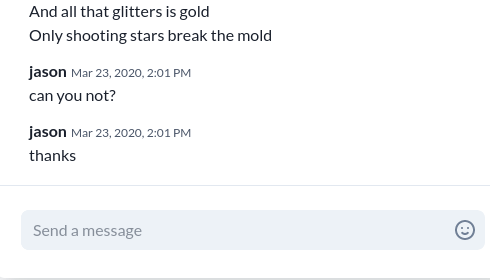 And all that glitters is gold
Only shooting stars break the mold
jason Mar 23, 2020, 2:01 PM
can you not?
jason Mar 23, 2020, 2:01 PM
thanks
Send a message